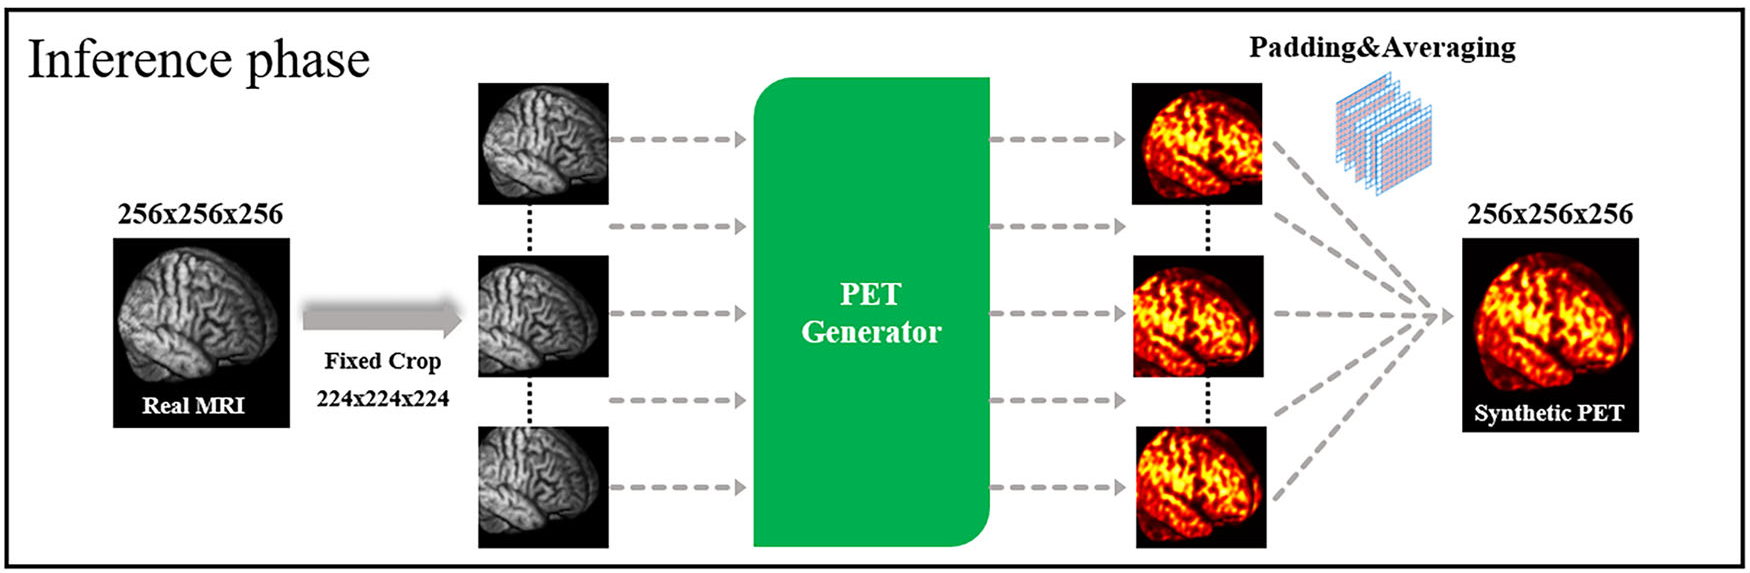 Inference phase
Padding&Averaging
256x256x256
Real MRI
Fixed Crop
224x224x224
PET
Generator
256x256x256
Synthetic PET